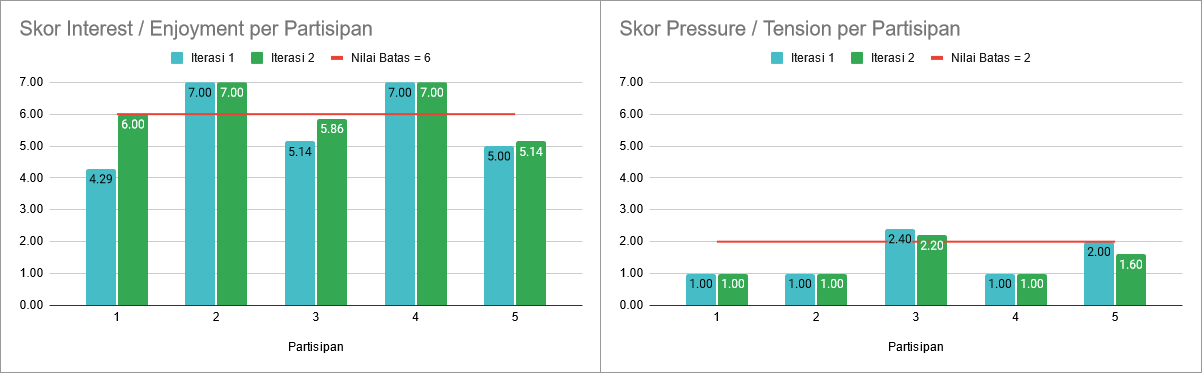 Skor Interest / Enjoyment per Partisipan
Iterasi 1 Iterasi 2 Nilai Batas = 6
7.00
6.00
5.00
4.00
3.00
2.00
1.00
0.00
4.29 6.00 7.00 7.00 5.14 5.86 7.00 7.00 5.00 5.14
1 2 3 4 5
Partisipan
Skor Pressure / Tension per Partisipan
Iterasi 1 Iterasi 2 Nilai Batas = 2
7.00
6.00
5.00
4.00
3.00
2.00
1.00
0.00
1.00 1.00 1.00 1.00 2.40 2.20 1.00 1.00 2.00 1.60
1 2 3 4 5
Partisipan